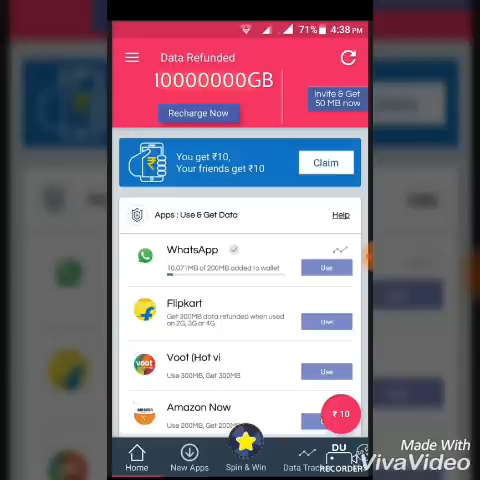 71% 4:38 PM
Data Refunded
10000000GB
Recharge Now
Invite & Get
50 MB now
You get ₹10,
Your friends get ₹10
Claim
Apps : Use & Get Data
Help
WhatsApp
10.071MB of 200MB added to wallet
Use
Flipkart
Get 300MB data refunded when used
on 2G, 3G or 4G
Use
voot
Voot (Hot vi
Use 300MB, Get 300MB
Use
Amazon Now
Use 200MB, Get 200MB
₹ 10
Home
New Apps
Spin & Win
Data Track
DU
RECORDER
Made With
VivaVideo